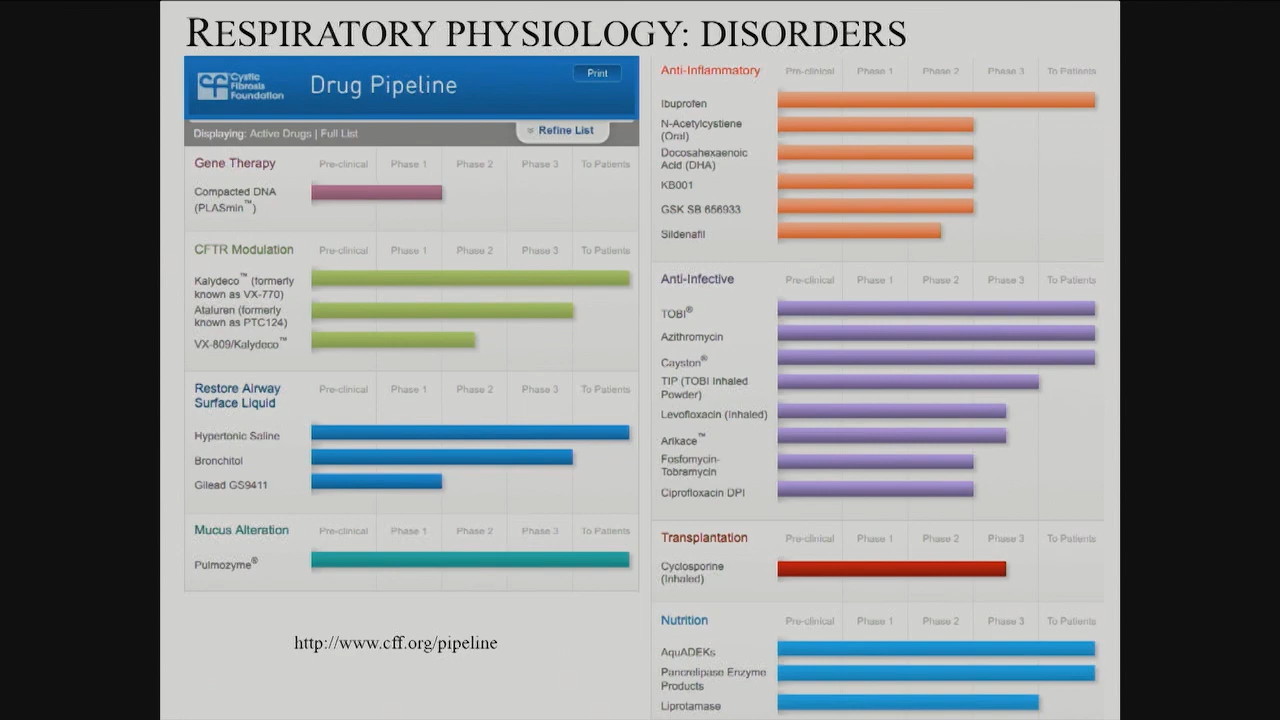 RESPIRATORY PHYSIOLOGY: DISORDERS
Cystic
Fibrosis
Foundation
Drug Pipeline
Print
Displaying: Active Drugs | Full List
Refine List
Gene Therapy Pre-clinical Phase 1 Phase 2 Phase 3 To Patients
Compacted DNA
(PLASmin™)
CFTR Modulation Pre-clinical Phase 1 Phase 2 Phase 3 To Patients
Kalydeco™ (formerly
known as VX-770)
Ataluren (formerly
known as PTC124)
VX-809/Kalydeco™
Restore Airway Pre-clinical Phase 1 Phase 2 Phase 3 To Patients
Surface Liquid
Hypertonic Saline
Bronchitol
Gilead GS9411
Mucus Alteration Pre-clinical Phase 1 Phase 2 Phase 3 To Patients
Pulmozyme®
http://www.cff.org/pipeline
Anti-Inflammatory Pre-clinical Phase 1 Phase 2 Phase 3 To Patients
Ibuprofen
N-Acetylcystiene
(Oral)
Docosahexaenoic
Acid (DHA)
KB001
GSK SB 656933
Sildenafil
Anti-Infective Pre-clinical Phase 1 Phase 2 Phase 3 To Patients
TOBI®
Azithromycin
Cayston®
TIP (TOBI Inhaled
Powder)
Levofloxacin (Inhaled)
Arikace™
Fosfomycin-
Tobramycin
Ciprofloxacin DPI
Transplantation Pre-clinical Phase 1 Phase 2 Phase 3 To Patients
Cyclosporine
(Inhaled)
Nutrition Pre-clinical Phase 1 Phase 2 Phase 3 To Patients
AquADEKs
Pancrelipase Enzyme
Products
Liprotamase